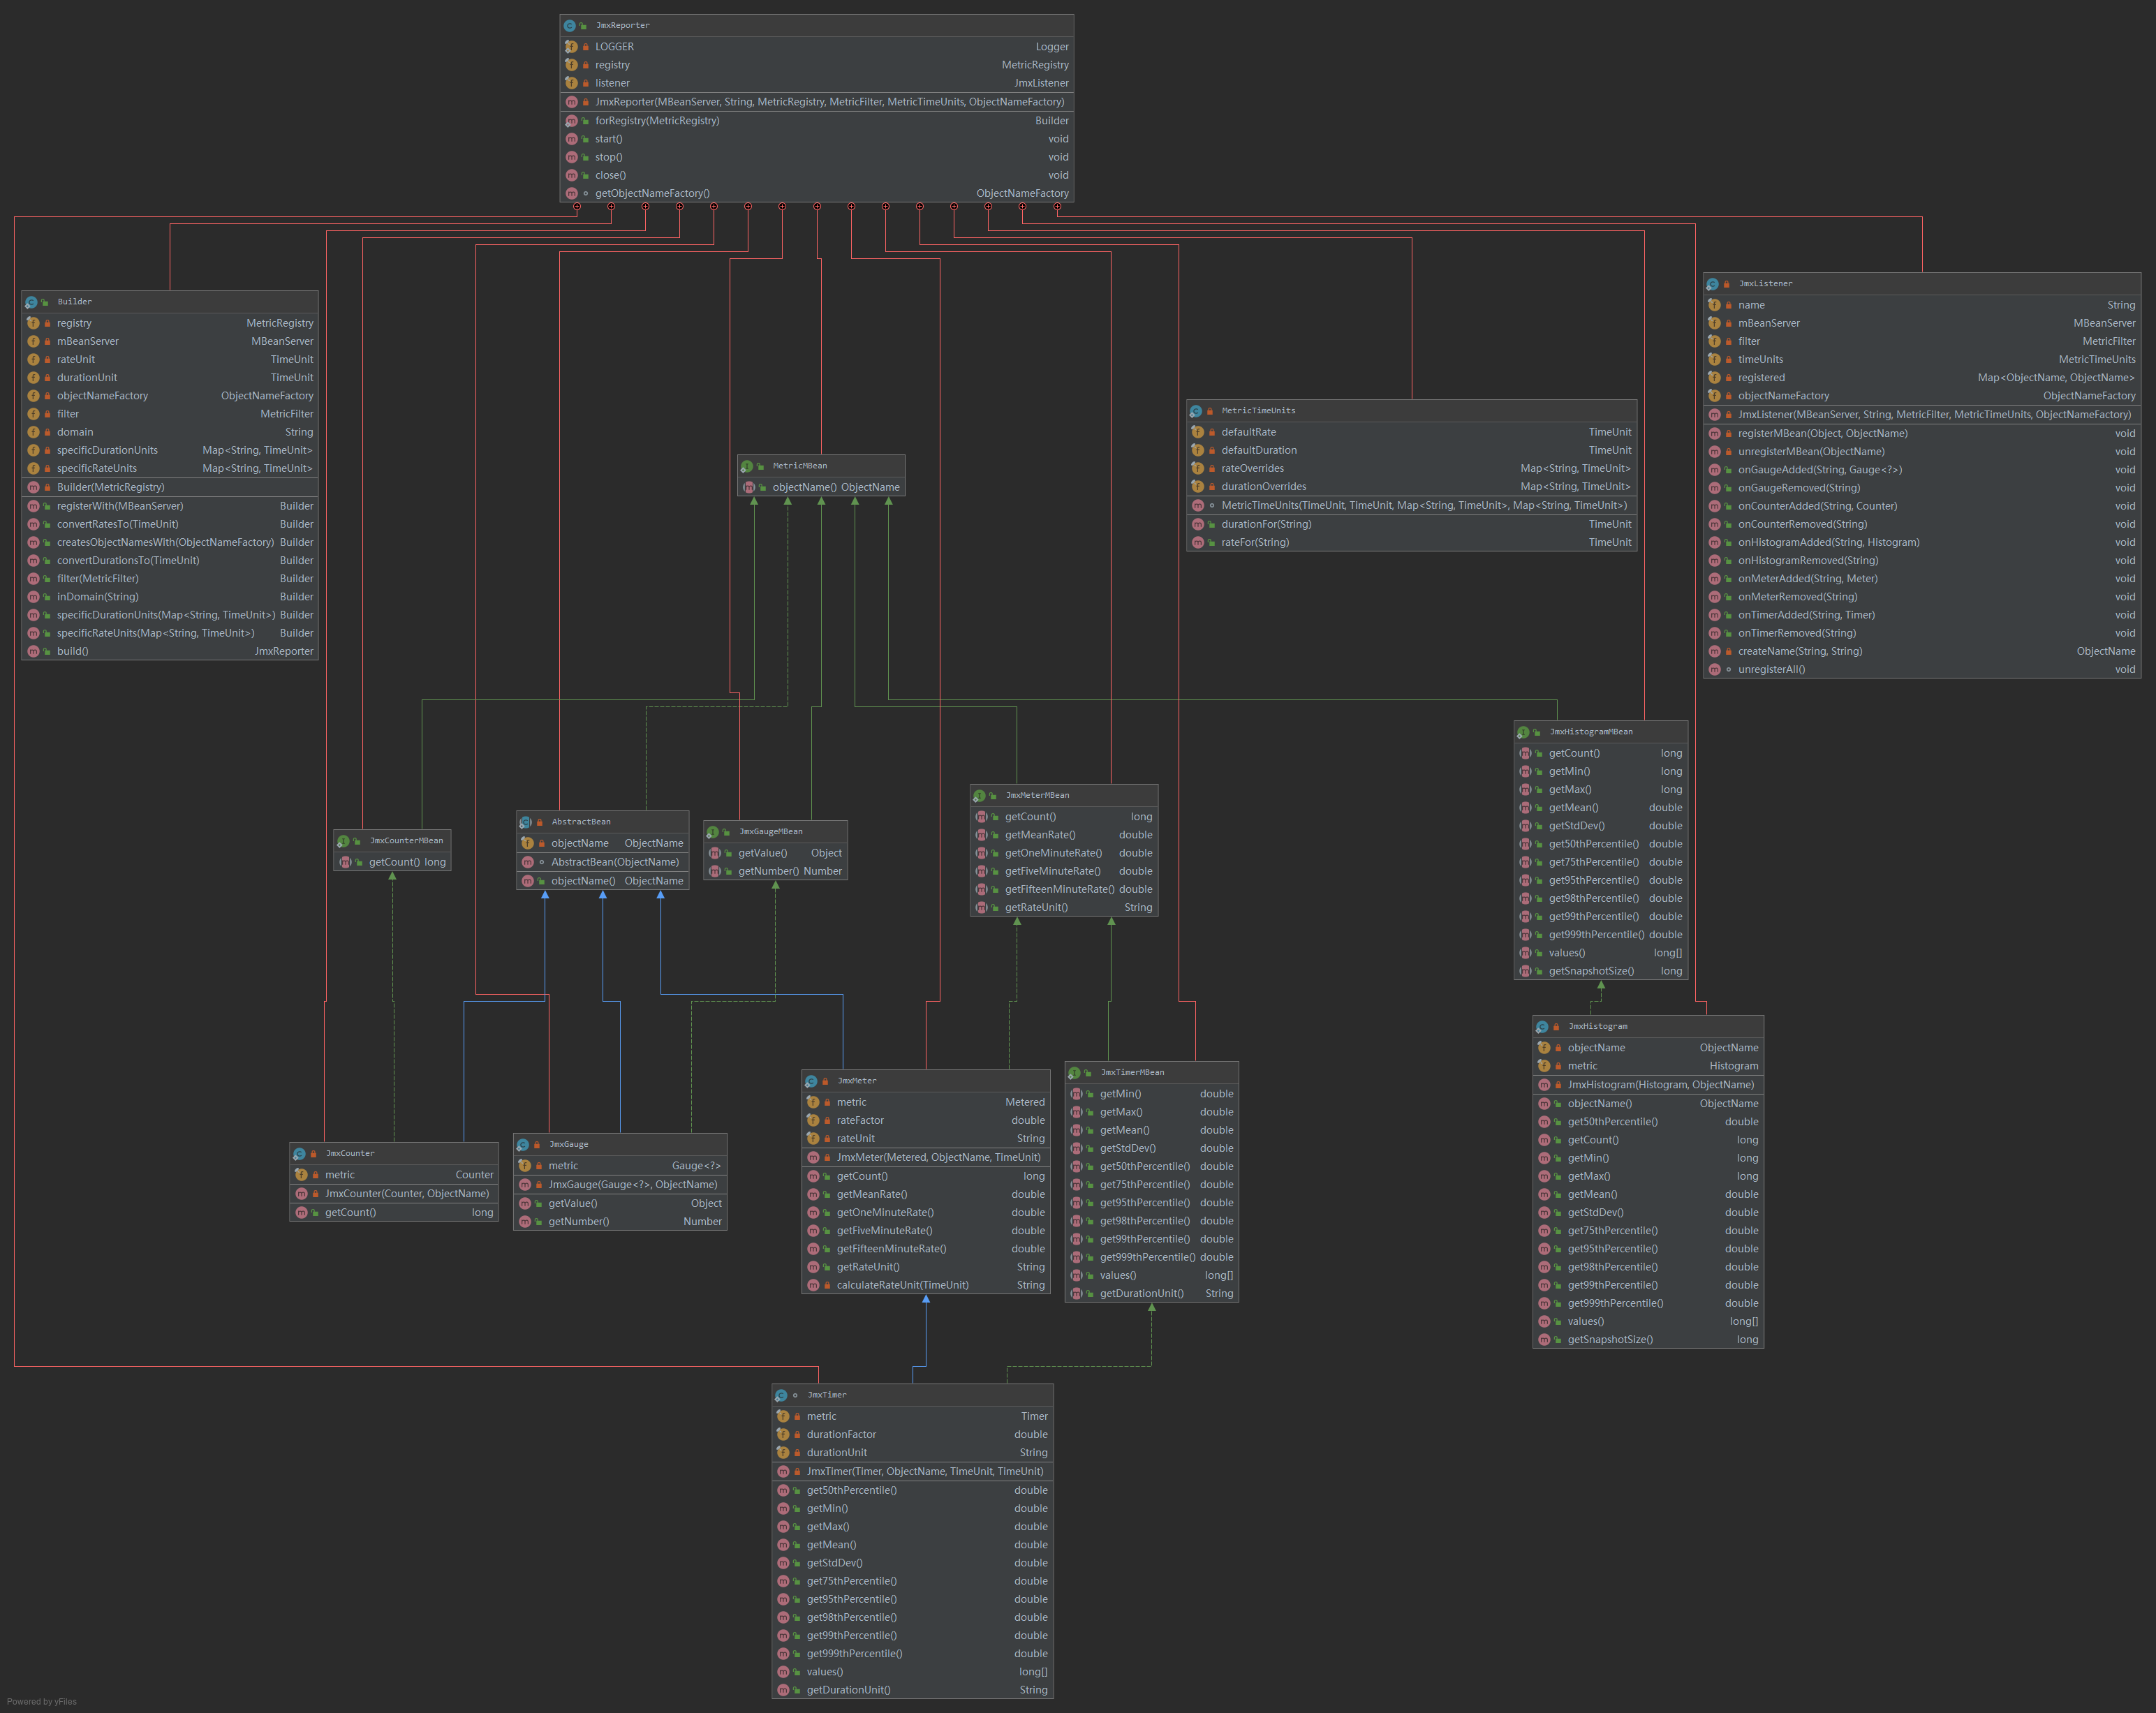 JmxReporter
LOGGER Logger
registry MetricRegistry
listener JmxListener
JmxReporter(MBeanServer, String, MetricRegistry, MetricFilter, MetricTimeUnits, ObjectNameFactory)
forRegistry(MetricRegistry) Builder
start() void
stop() void
close() void
getObjectNameFactory() ObjectNameFactory
Builder
registry MetricRegistry
mBeanServer MBeanServer
rateUnit TimeUnit
durationUnit TimeUnit
objectNameFactory ObjectNameFactory
filter MetricFilter
domain String
specificDurationUnits Map<String, TimeUnit>
specificRateUnits Map<String, TimeUnit>
Builder(MetricRegistry)
registerWith(MBeanServer) Builder
convertRatesTo(TimeUnit) Builder
createsObjectNamesWith(ObjectNameFactory) Builder
convertDurationsTo(TimeUnit) Builder
filter(MetricFilter) Builder
inDomain(String) Builder
specificDurationUnits(Map<String, TimeUnit>) Builder
specificRateUnits(Map<String, TimeUnit>) Builder
build() JmxReporter
MetricMBean
objectName() ObjectName
MetricTimeUnits
defaultRate TimeUnit
defaultDuration TimeUnit
rateOverrides Map<String, TimeUnit>
durationOverrides Map<String, TimeUnit>
MetricTimeUnits(TimeUnit, TimeUnit, Map<String, TimeUnit>, Map<String, TimeUnit>)
durationFor(String) TimeUnit
rateFor(String) TimeUnit
JmxListener
name String
mBeanServer MBeanServer
filter MetricFilter
timeUnits MetricTimeUnits
registered Map<ObjectName, ObjectName>
objectNameFactory ObjectNameFactory
JmxListener(MBeanServer, String, MetricFilter, MetricTimeUnits, ObjectNameFactory)
registerMBean(Object, ObjectName) void
unregisterMBean(ObjectName) void
onGaugeAdded(String, Gauge<?>) void
onGaugeRemoved(String) void
onCounterAdded(String, Counter) void
onCounterRemoved(String) void
onHistogramAdded(String, Histogram) void
onHistogramRemoved(String) void
onMeterAdded(String, Meter) void
onMeterRemoved(String) void
onTimerAdded(String, Timer) void
onTimerRemoved(String) void
createName(String, String) ObjectName
unregisterAll() void
JmxCounterMBean
getCount() long
AbstractBean
objectName ObjectName
AbstractBean(ObjectName)
objectName() ObjectName
JmxGaugeMBean
getValue() Object
getNumber() Number
JmxMeterMBean
getCount() long
getMeanRate() double
getOneMinuteRate() double
getFiveMinuteRate() double
getFifteenMinuteRate() double
getRateUnit() String
JmxHistogramMBean
getCount() long
getMin() long
getMax() long
getMean() double
getStdDev() double
get50thPercentile() double
get75thPercentile() double
get95thPercentile() double
get98thPercentile() double
get99thPercentile() double
get999thPercentile() double
values() long[]
getSnapshotSize() long
JmxCounter
metric Counter
JmxCounter(Counter, ObjectName)
getCount() long
JmxGauge
metric Gauge<?>
JmxGauge(Gauge<?>, ObjectName)
getValue() Object
getNumber() Number
JmxMeter
metric Metered
rateFactor double
rateUnit String
JmxMeter(Metered, ObjectName, TimeUnit)
getCount() long
getMeanRate() double
getOneMinuteRate() double
getFiveMinuteRate() double
getFifteenMinuteRate() double
getRateUnit() String
calculateRateUnit(TimeUnit) String
JmxTimerMBean
getMin() double
getMax() double
getMean() double
getStdDev() double
get50thPercentile() double
get75thPercentile() double
get95thPercentile() double
get98thPercentile() double
get99thPercentile() double
get999thPercentile() double
values() long[]
getDurationUnit() String
JmxHistogram
objectName ObjectName
metric Histogram
JmxHistogram(Histogram, ObjectName)
objectName() ObjectName
get50thPercentile() double
getCount() long
getMin() long
getMax() long
getMean() double
getStdDev() double
get75thPercentile() double
get95thPercentile() double
get98thPercentile() double
get99thPercentile() double
get999thPercentile() double
values() long[]
getSnapshotSize() long
JmxTimer
metric Timer
durationFactor double
durationUnit String
JmxTimer(Timer, ObjectName, TimeUnit, TimeUnit)
get50thPercentile() double
getMin() double
getMax() double
getMean() double
getStdDev() double
get75thPercentile() double
get95thPercentile() double
get98thPercentile() double
get99thPercentile() double
get999thPercentile() double
values() long[]
getDurationUnit() String
Powered by yFiles